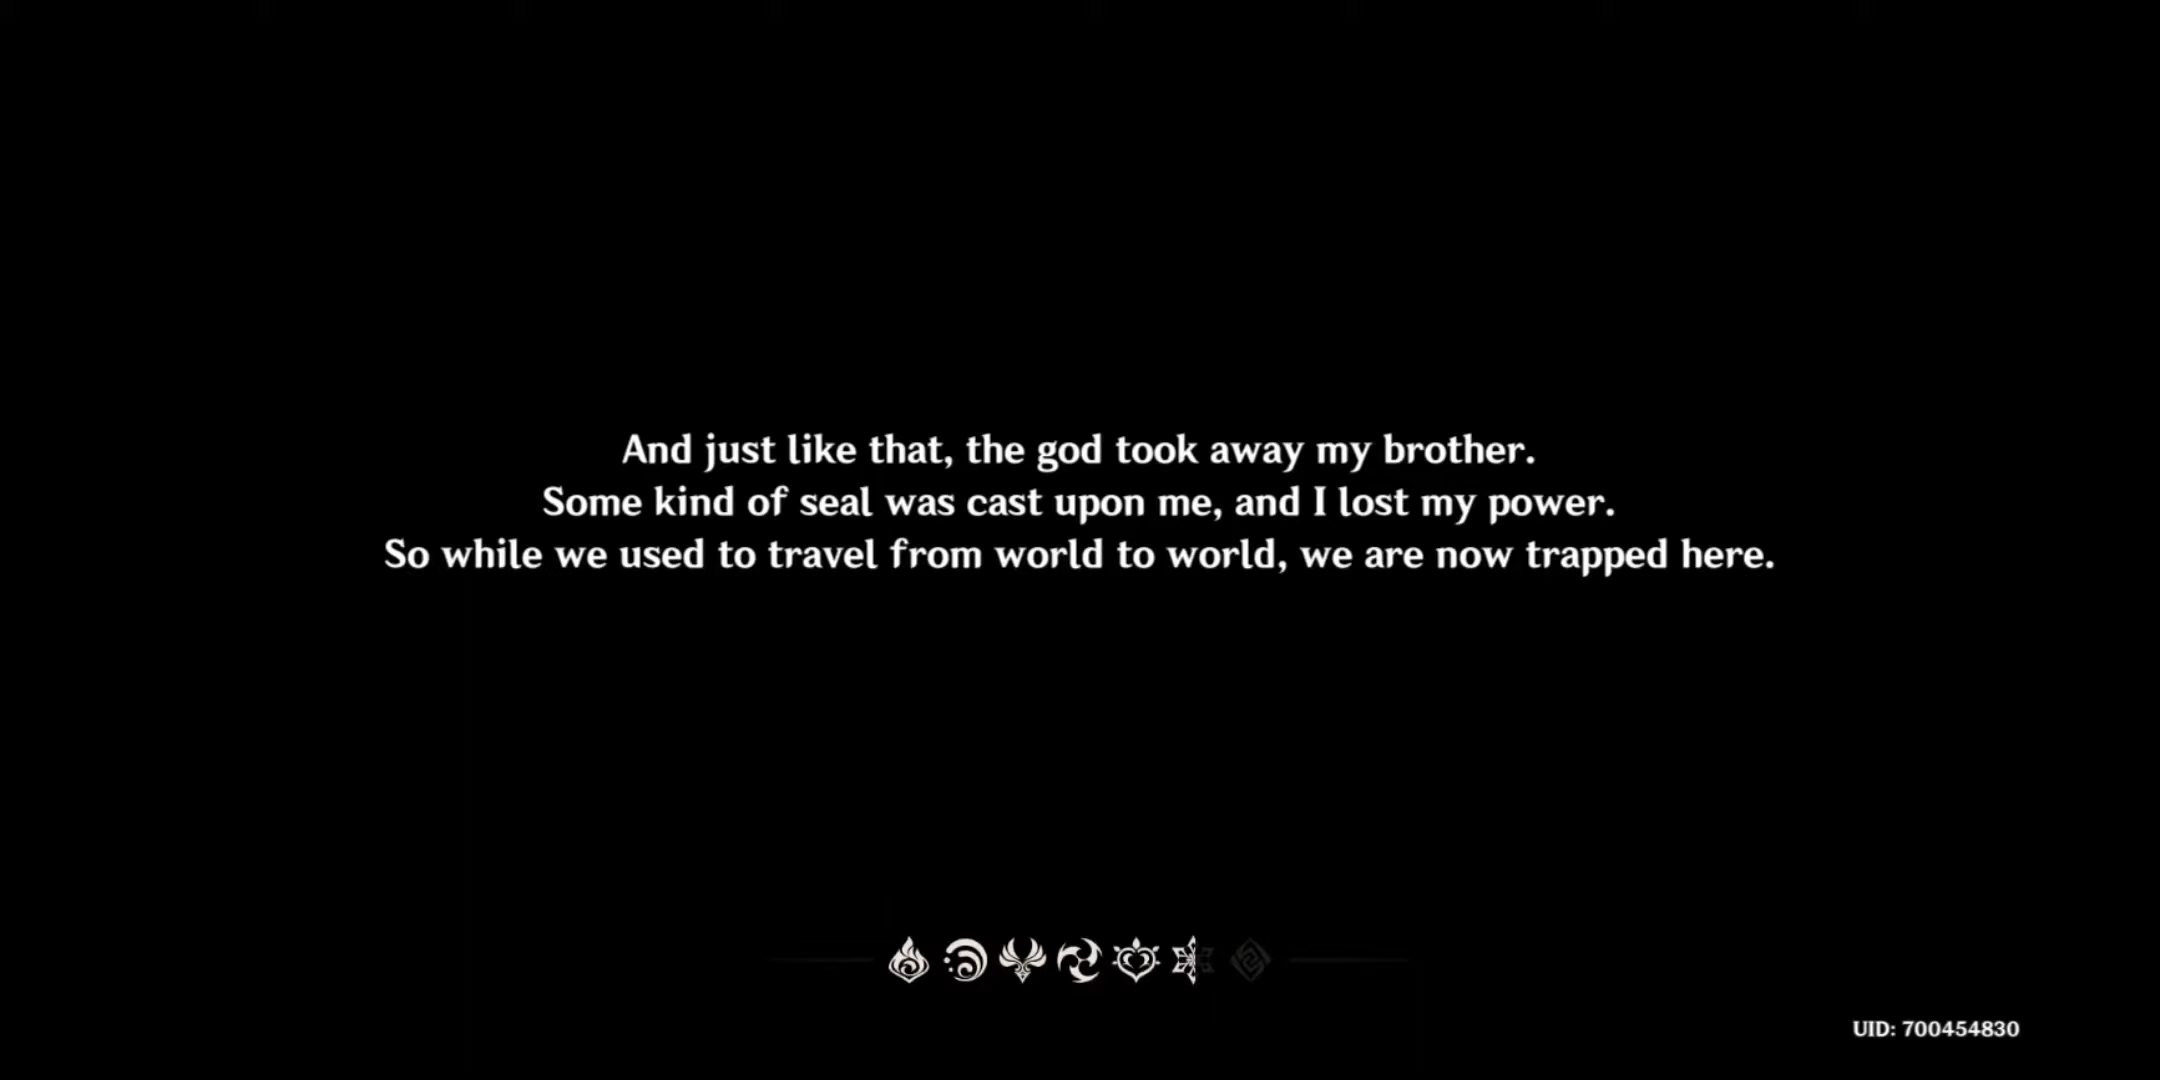 And just like that, the god took away my brother.
Some kind of seal was cast upon me, and I lost my power.
So while we used to travel from world to world, we are now trapped here.
UID: 700454830